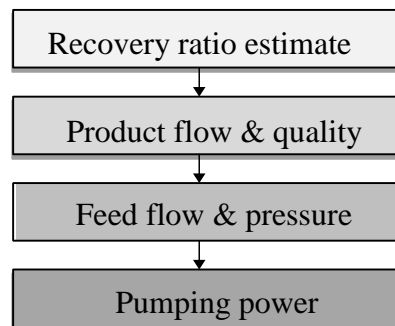 Recovery ratio estimate
Product flow & quality
Feed flow & pressure
Pumping power